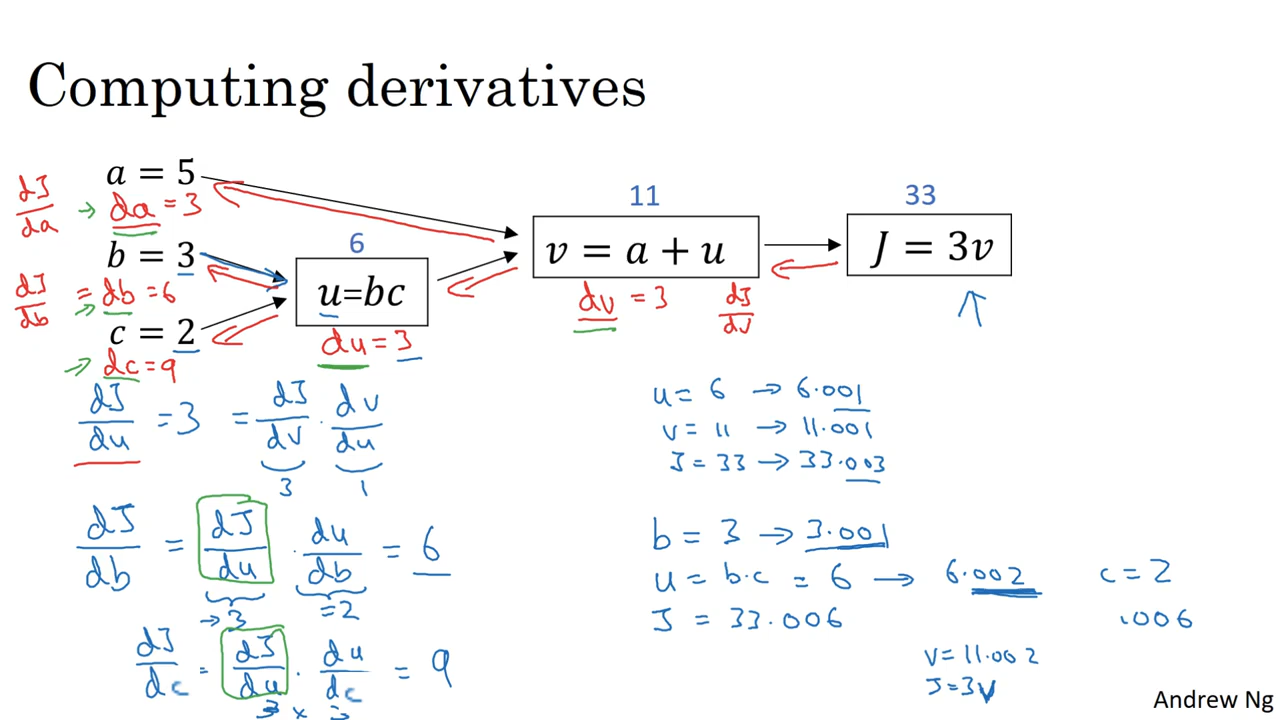 Computing derivatives
dJ/da → da = 3
a = 5
11
33
b = 3
6
v = a + u
J = 3v
dJ/db = → db = 6
u=bc
dv = 3
dJ/dv
c = 2
du = 3
→ dc = 9
dJ/du = 3 = dJ/dv · dv/du
3 1
u = 6 → 6.001
v = 11 → 11.001
J = 33 → 33.003
dJ/db = dJ/du · du/db = 6
→ 3 = 2
b = 3 → 3.001
u = b·c = 6 → 6.002 c = 2
J = 33.006 .006
v = 11.002
J = 3v
dJ/dc = dJ/du · du/dc = 9
3 × 3
Andrew Ng